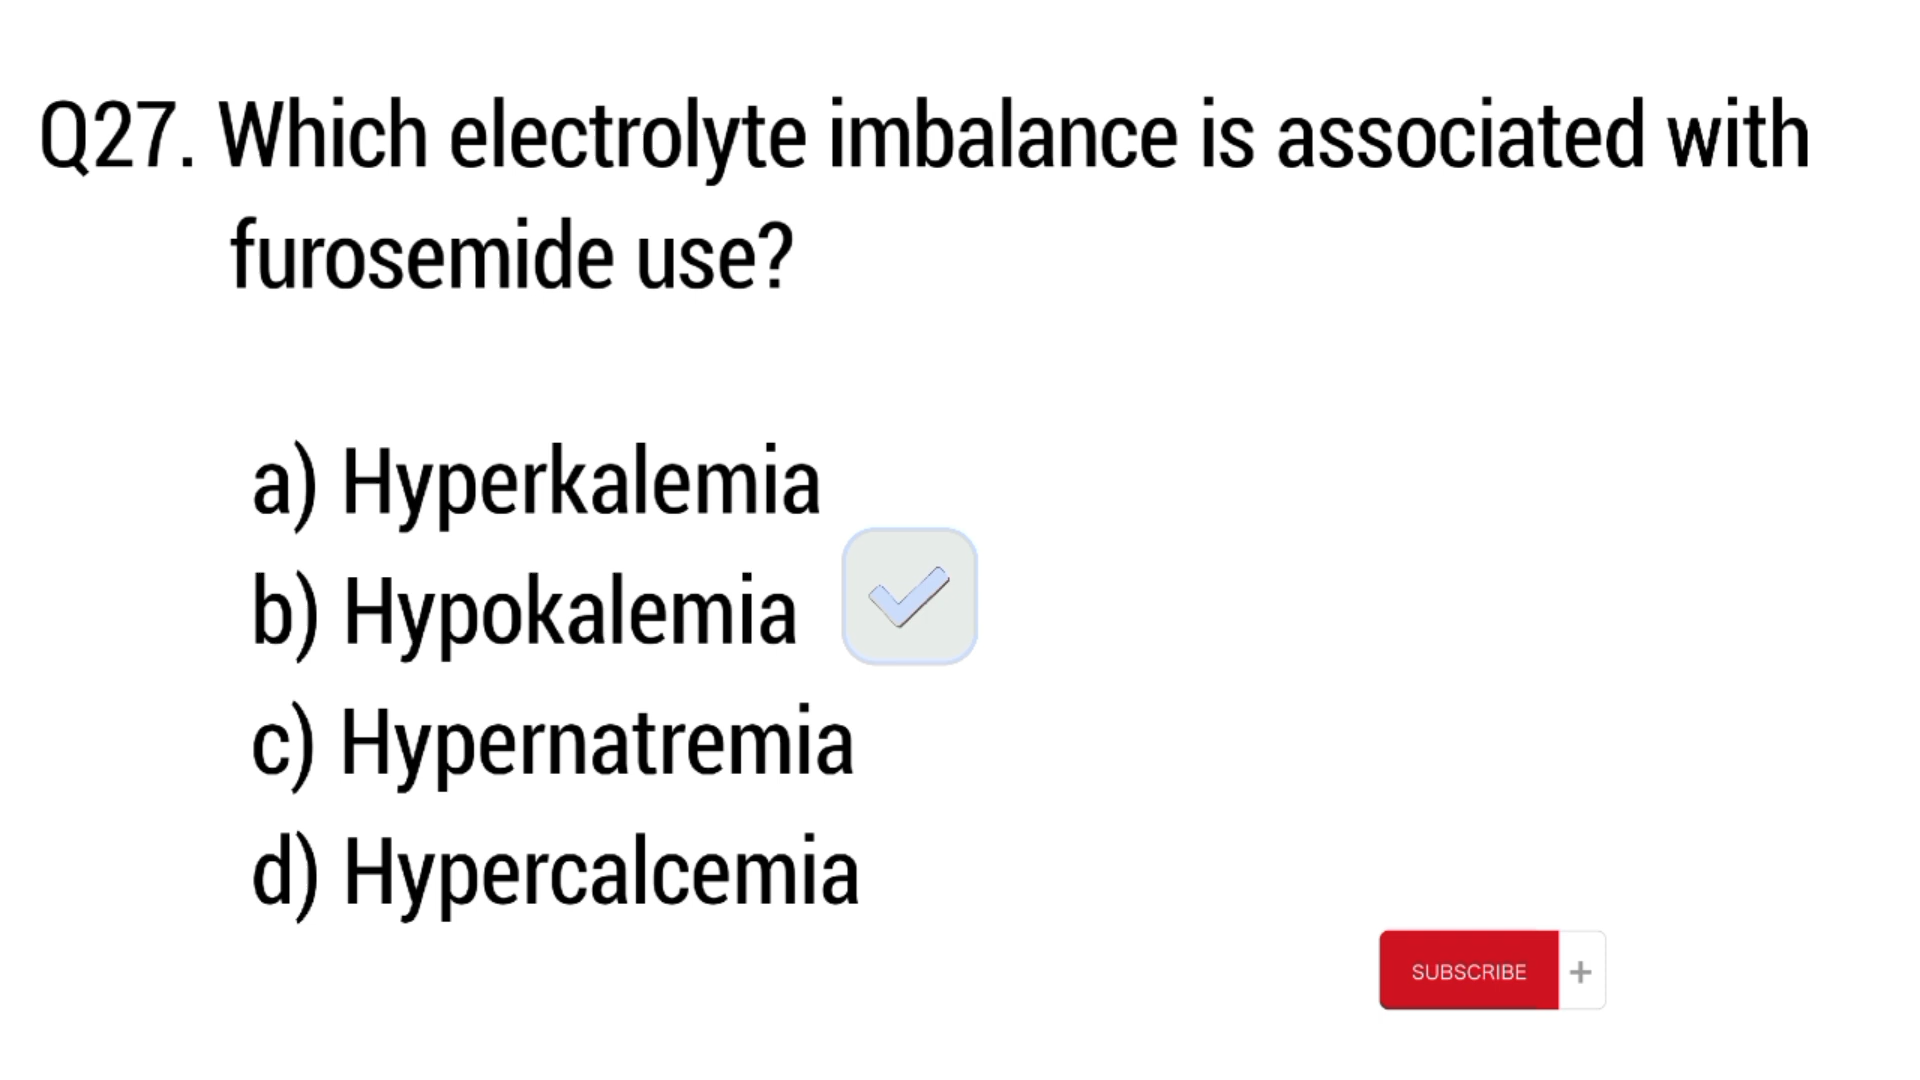 Q27. Which electrolyte imbalance is associated with
furosemide use?
a) Hyperkalemia
b) Hypokalemia
c) Hypernatremia
d) Hypercalcemia
SUBSCRIBE +